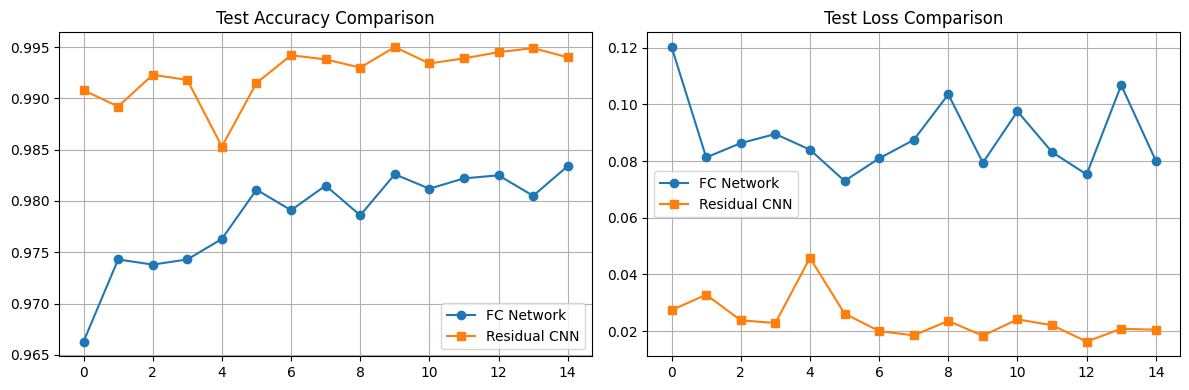 Test Accuracy Comparison
0.995
0.990
0.985
0.980
0.975
0.970
0.965
0 2 4 6 8 10 12 14
FC Network
Residual CNN
Test Loss Comparison
0.12
0.10
0.08
0.06
0.04
0.02
0 2 4 6 8 10 12 14
FC Network
Residual CNN